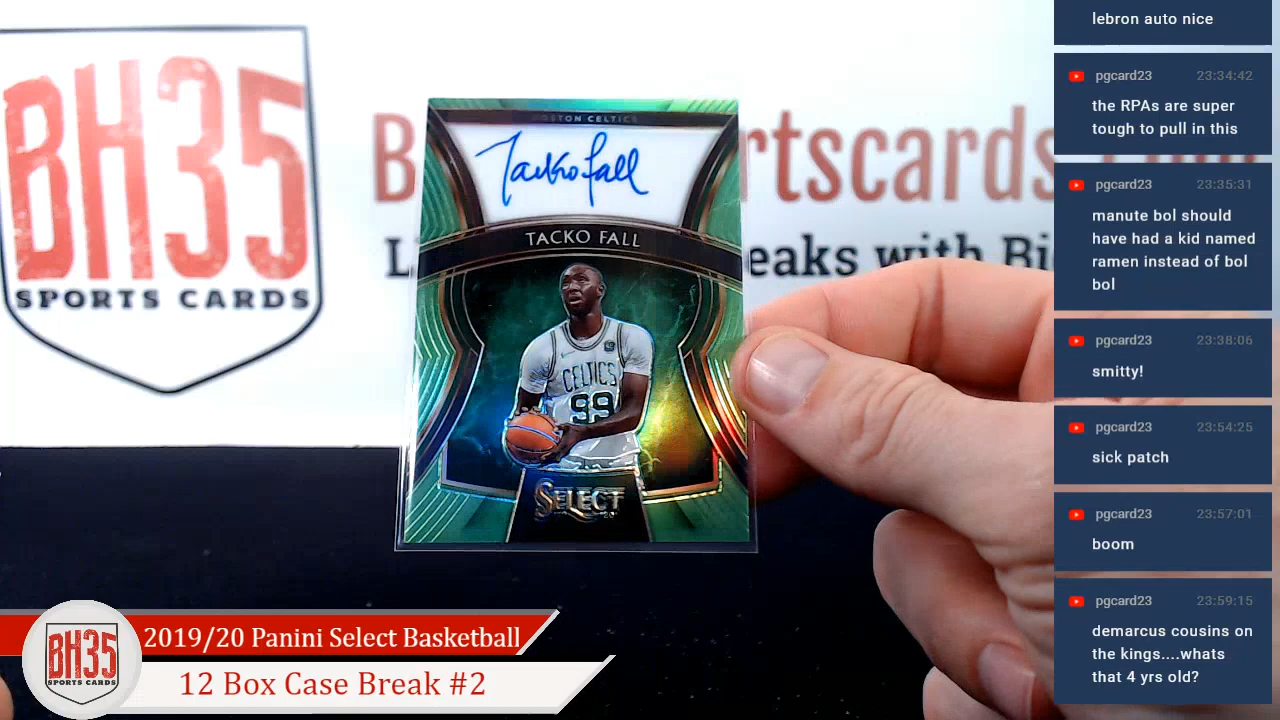 BH35
SPORTS CARDS
BOSTON CELTICS
Tacko Fall
TACKO FALL
CELTICS
99
SELECT
rtscards
eaks with Bi
BH35
SPORTS CARDS
2019/20 Panini Select Basketball
12 Box Case Break #2
lebron auto nice
pgcard23 23:34:42
the RPAs are super
tough to pull in this
pgcard23 23:35:31
manute bol should
have had a kid named
ramen instead of bol
bol
pgcard23 23:38:06
smitty!
pgcard23 23:54:25
sick patch
pgcard23 23:57:01
boom
pgcard23 23:59:15
demarcus cousins on
the kings....whats
that 4 yrs old?